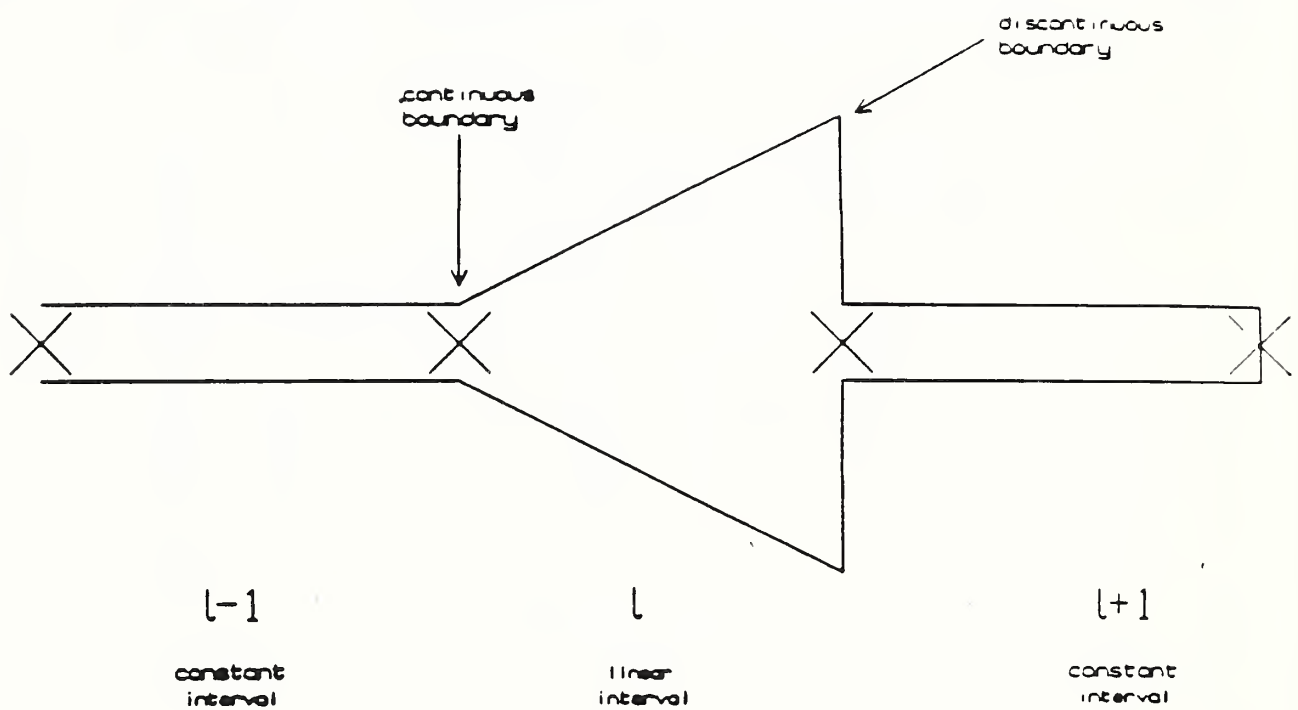 discontinuous
boundary
continuous
boundary
l-1
l
l+1
constant
interval
linear
interval
constant
interval